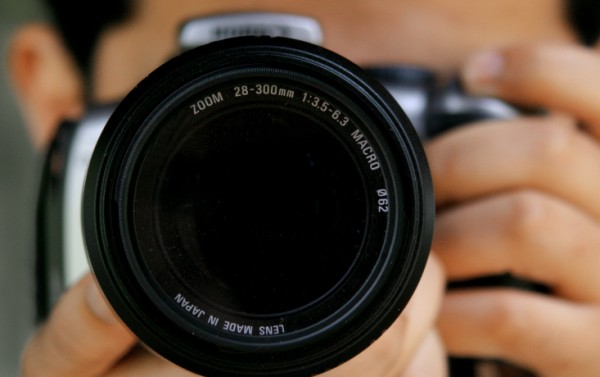 ZOOM 28-300mm 1:3.5-6.3 MACRO Ø62
LENS MADE IN JAPAN